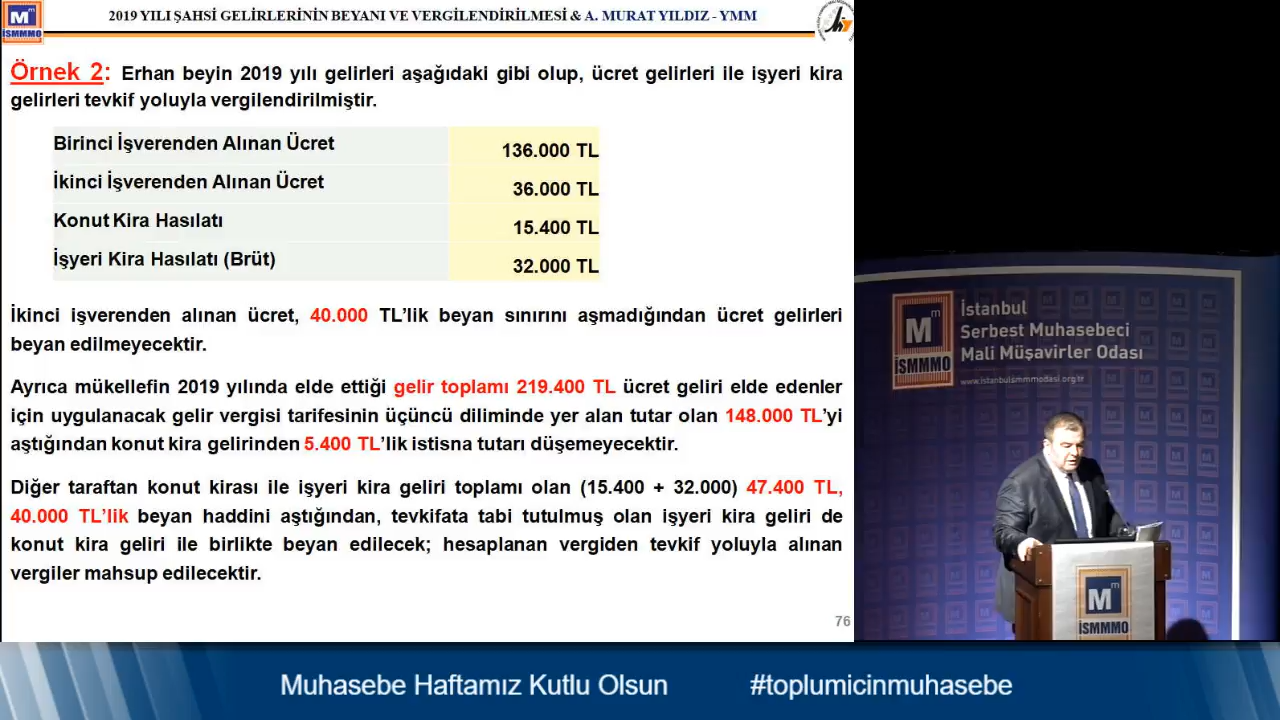 2019 YILI ŞAHSİ GELİRLERİNİN BEYANI VE VERGİLENDİRİLMESİ & A. MURAT YILDIZ - YMM
M m
İSMMMO
Örnek 2: Erhan beyin 2019 yılı gelirleri aşağıdaki gibi olup, ücret gelirleri ile işyeri kira
gelirleri tevkif yoluyla vergilendirilmiştir.
Birinci İşverenden Alınan Ücret 136.000 TL
İkinci İşverenden Alınan Ücret 36.000 TL
Konut Kira Hasılatı 15.400 TL
İşyeri Kira Hasılatı (Brüt) 32.000 TL
İkinci işverenden alınan ücret, 40.000 TL’lik beyan sınırını aşmadığından ücret gelirleri
beyan edilmeyecektir.
Ayrıca mükellefin 2019 yılında elde ettiği gelir toplamı 219.400 TL ücret geliri elde edenler
için uygulanacak gelir vergisi tarifesinin üçüncü diliminde yer alan tutar olan 148.000 TL’yi
aştığından konut kira gelirinden 5.400 TL’lik istisna tutarı düşemeyecektir.
Diğer taraftan konut kirası ile işyeri kira geliri toplamı olan (15.400 + 32.000) 47.400 TL,
40.000 TL’lik beyan haddini aştığından, tevkifata tabi tutulmuş olan işyeri kira geliri de
konut kira geliri ile birlikte beyan edilecek; hesaplanan vergiden tevkif yoluyla alınan
vergiler mahsup edilecektir.
76
M m
İSMMMO
İstanbul
Serbest Muhasebeci
Mali Müşavirler Odası
www.istanbulsmmmodasi.org.tr
M m
İSMMMO
Muhasebe Haftamız Kutlu Olsun #toplumicinmuhasebe